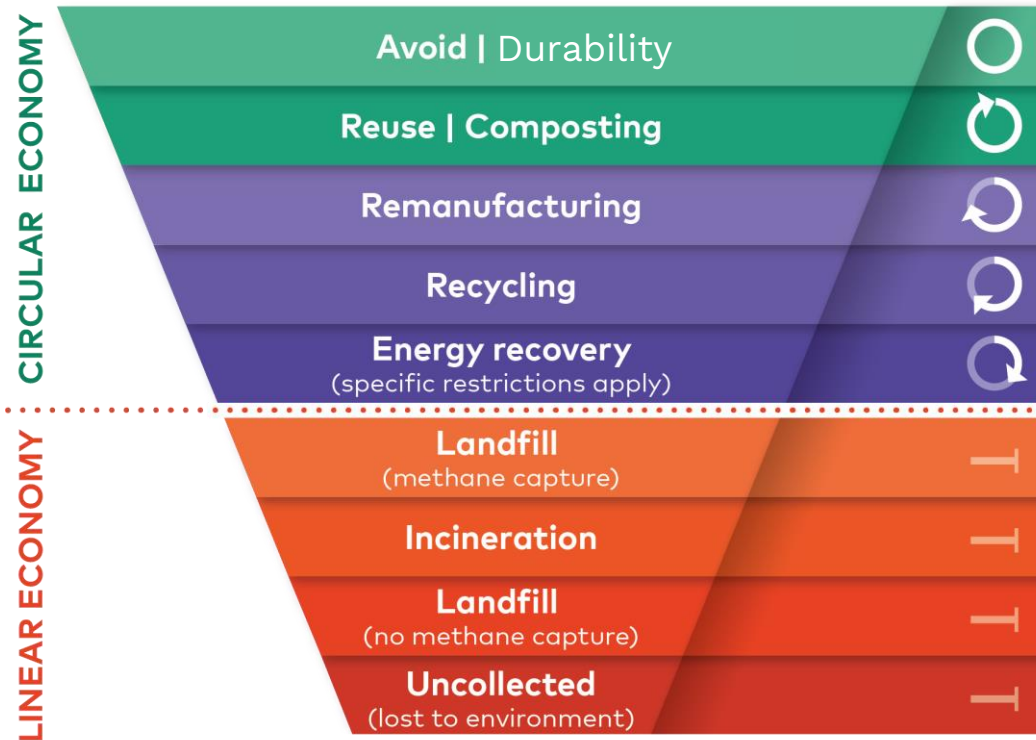 CIRCULAR ECONOMY
Avoid | Durability
Reuse | Composting
Remanufacturing
Recycling
Energy recovery
(specific restrictions apply)
LINEAR ECONOMY
Landfill
(methane capture)
Incineration
Landfill
(no methane capture)
Uncollected
(lost to environment)